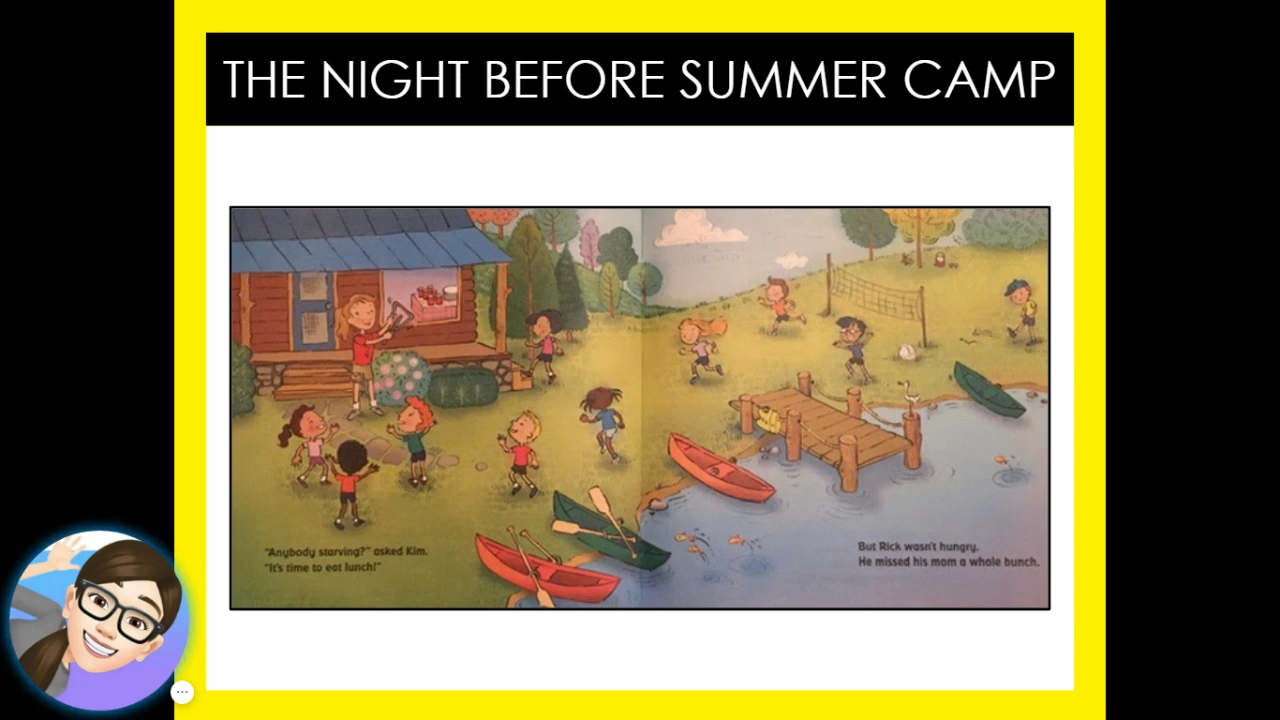 THE NIGHT BEFORE SUMMER CAMP
"Anybody starving?" asked Kim.
"It's time to eat lunch!"
But Rick wasn't hungry.
He missed his mom a whole bunch.